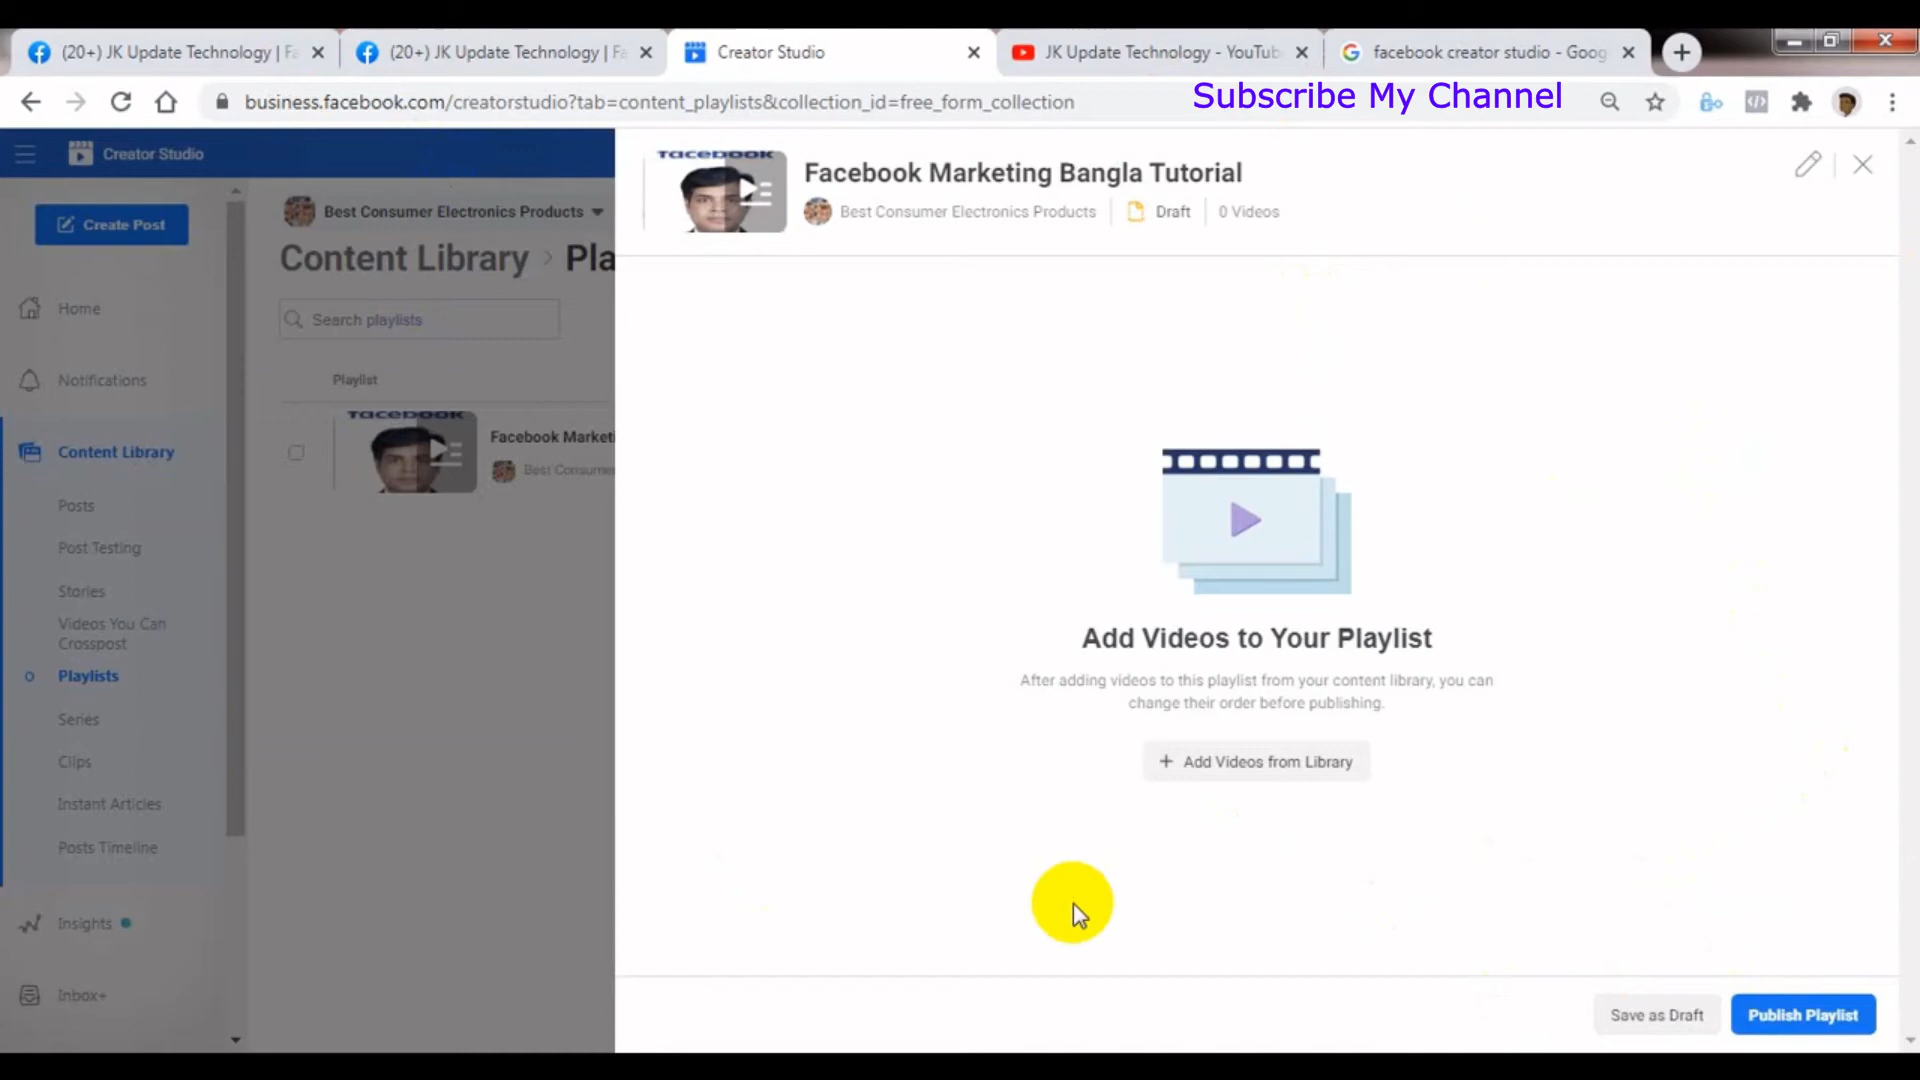 (20+) JK Update Technology | Fa
(20+) JK Update Technology | Fa
Creator Studio
JK Update Technology - YouTub
facebook creator studio - Goog
business.facebook.com/creatorstudio?tab=content_playlists&collection_id=free_form_collection
Subscribe My Channel
Creator Studio
Create Post
Home
Notifications
Content Library
Posts
Post Testing
Stories
Videos You Can
Crosspost
Playlists
Series
Clips
Instant Articles
Posts Timeline
Insights
Inbox+
Best Consumer Electronics Products
Content Library > Pla
Search playlists
Playlist
Facebook Marketi
Best Consumer
Facebook Marketing Bangla Tutorial
Best Consumer Electronics Products
Draft
0 Videos
Add Videos to Your Playlist
After adding videos to this playlist from your content library, you can
change their order before publishing.
+ Add Videos from Library
Save as Draft
Publish Playlist